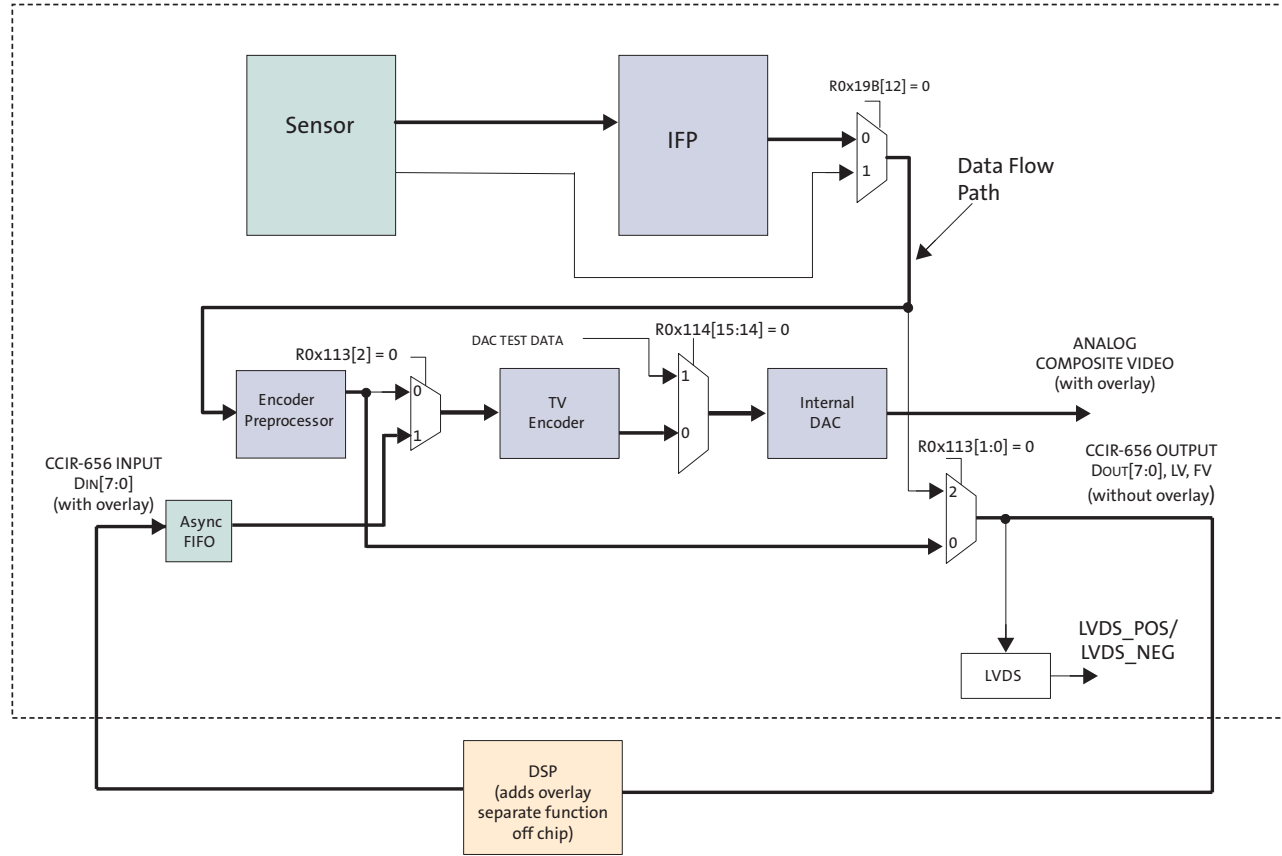 R0x19B[12] = 0
Sensor
IFP
0
1
Data Flow
Path
R0x113[2] = 0
DAC TEST DATA
R0x114[15:14] = 0
ANALOG
COMPOSITE VIDEO
(with overlay)
Encoder
Preprocessor
0
1
TV
Encoder
1
0
Internal
DAC
R0x113[1:0] = 0
CCIR-656 OUTPUT
DOUT[7:0], LV, FV
(without overlay)
CCIR-656 INPUT
DIN[7:0]
(with overlay)
Async
FIFO
2
0
LVDS_POS/
LVDS_NEG
LVDS
DSP
(adds overlay
separate function
off chip)